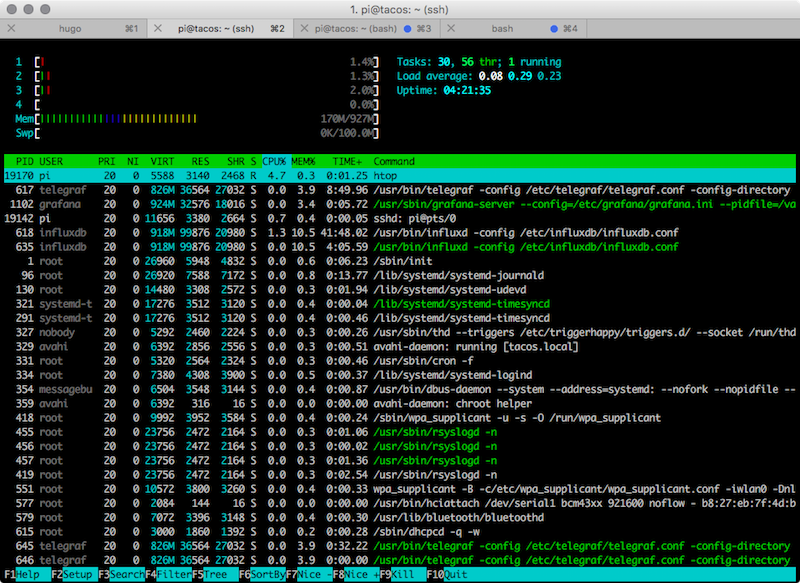 1. pi@tacos: ~ (ssh)
hugo ⌘1 pi@tacos: ~ (ssh) ⌘2 pi@tacos: ~ (bash) ⌘3 bash ⌘4
1 [| 1.4%] Tasks: 30, 56 thr; 1 running
2 [|| 1.3%] Load average: 0.08 0.29 0.23
3 [|| 2.0%] Uptime: 04:21:35
4 [ 0.0%]
Mem[|||||||||||||||||||||||||||||| 170M/927M]
Swp[ 0K/100.0M]
PID USER PRI NI VIRT RES SHR S CPU% MEM% TIME+ Command
19170 pi 20 0 5588 3140 2468 R 4.7 0.3 0:01.25 htop
617 telegraf 20 0 826M 36564 27032 S 0.0 3.9 8:49.96 /usr/bin/telegraf -config /etc/telegraf/telegraf.conf -config-directory
1102 grafana 20 0 924M 32576 18016 S 0.0 3.4 0:05.72 /usr/sbin/grafana-server --config=/etc/grafana/grafana.ini --pidfile=/va
19142 pi 20 0 11656 3380 2664 S 0.7 0.4 0:00.05 sshd: pi@pts/0
618 influxdb 20 0 918M 99876 20980 S 1.3 10.5 41:48.02 /usr/bin/influxd -config /etc/influxdb/influxdb.conf
635 influxdb 20 0 918M 99876 20980 S 0.0 10.5 4:05.59 /usr/bin/influxd -config /etc/influxdb/influxdb.conf
1 root 20 0 26960 5948 4832 S 0.0 0.6 0:06.23 /sbin/init
96 root 20 0 26920 7588 7172 S 0.0 0.8 0:13.77 /lib/systemd/systemd-journald
130 root 20 0 14480 3308 2572 S 0.0 0.3 0:01.94 /lib/systemd/systemd-udevd
321 systemd-t 20 0 17276 3512 3120 S 0.0 0.4 0:00.04 /lib/systemd/systemd-timesyncd
291 systemd-t 20 0 17276 3512 3120 S 0.0 0.4 0:00.46 /lib/systemd/systemd-timesyncd
327 nobody 20 0 5292 2460 2224 S 0.0 0.3 0:00.26 /usr/sbin/thd --triggers /etc/triggerhappy/triggers.d/ --socket /run/thd
329 avahi 20 0 6392 2856 2556 S 0.0 0.3 0:00.51 avahi-daemon: running [tacos.local]
331 root 20 0 5320 2564 2324 S 0.0 0.3 0:00.46 /usr/sbin/cron -f
334 root 20 0 7380 4308 3900 S 0.0 0.5 0:00.37 /lib/systemd/systemd-logind
354 messagebu 20 0 6504 3548 3144 S 0.0 0.4 0:00.87 /usr/bin/dbus-daemon --system --address=systemd: --nofork --nopidfile --
359 avahi 20 0 6392 316 16 S 0.0 0.0 0:00.00 avahi-daemon: chroot helper
418 root 20 0 9992 3952 3584 S 0.0 0.4 0:00.24 /sbin/wpa_supplicant -u -s -O /run/wpa_supplicant
455 root 20 0 23756 2472 2164 S 0.0 0.3 0:01.06 /usr/sbin/rsyslogd -n
456 root 20 0 23756 2472 2164 S 0.0 0.3 0:00.02 /usr/sbin/rsyslogd -n
457 root 20 0 23756 2472 2164 S 0.0 0.3 0:01.36 /usr/sbin/rsyslogd -n
419 root 20 0 23756 2472 2164 S 0.0 0.3 0:02.54 /usr/sbin/rsyslogd -n
551 root 20 0 10572 3800 3260 S 0.0 0.4 0:00.33 wpa_supplicant -B -c/etc/wpa_supplicant/wpa_supplicant.conf -iwlan0 -Dnl
577 root 20 0 2084 144 16 S 0.0 0.0 0:00.00 /usr/bin/hciattach /dev/serial1 bcm43xx 921600 noflow - b8:27:eb:7f:4d:b
579 root 20 0 7072 3396 3148 S 0.0 0.4 0:00.30 /usr/lib/bluetooth/bluetoothd
615 root 20 0 3000 1860 1392 S 0.0 0.2 0:00.28 /sbin/dhcpcd -q -w
645 telegraf 20 0 826M 36564 27032 S 0.0 3.9 0:32.22 /usr/bin/telegraf -config /etc/telegraf/telegraf.conf -config-directory
646 telegraf 20 0 826M 36564 27032 S 0.0 3.9 0:00.00 /usr/bin/telegraf -config /etc/telegraf/telegraf.conf -config-directory
F1Help F2Setup F3SearchF4FilterF5Tree F6SortByF7Nice -F8Nice +F9Kill F10Quit